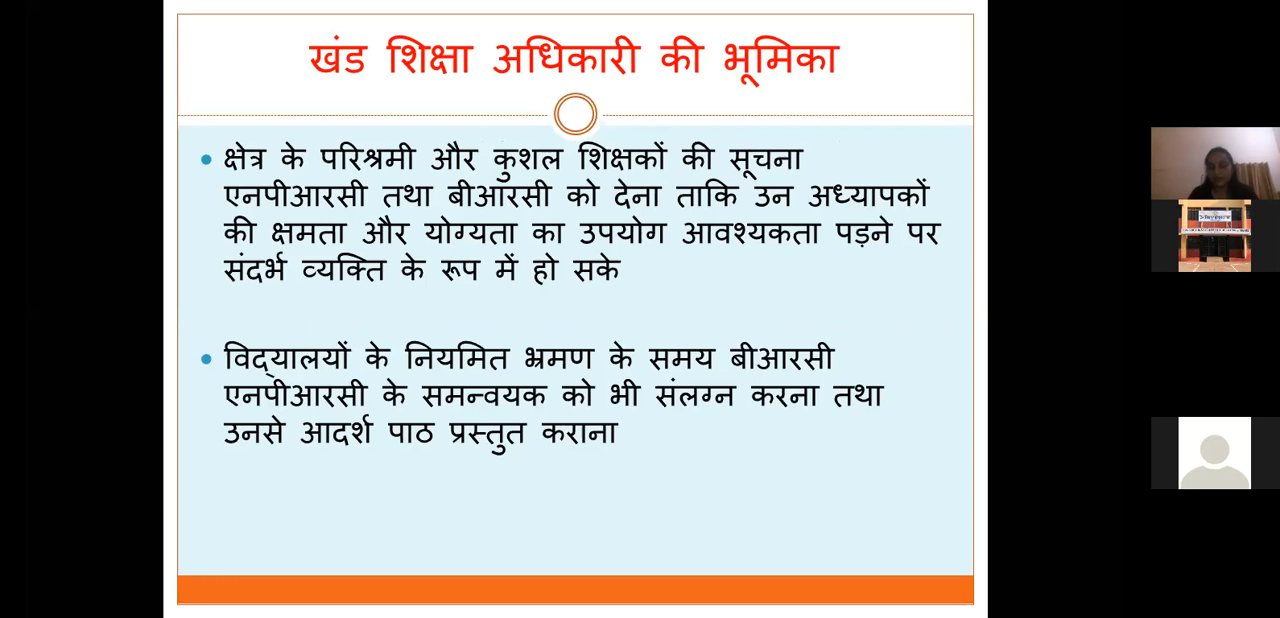 खंड शिक्षा अधिकारी की भूमिका
क्षेत्र के परिश्रमी और कुशल शिक्षकों की सूचना
एनपीआरसी तथा बीआरसी को देना ताकि उन अध्यापकों
की क्षमता और योग्यता का उपयोग आवश्यकता पड़ने पर
संदर्भ व्यक्ति के रूप में हो सके
विद्यालयों के नियमित भ्रमण के समय बीआरसी
एनपीआरसी के समन्वयक को भी संलग्न करना तथा
उनसे आदर्श पाठ प्रस्तुत कराना